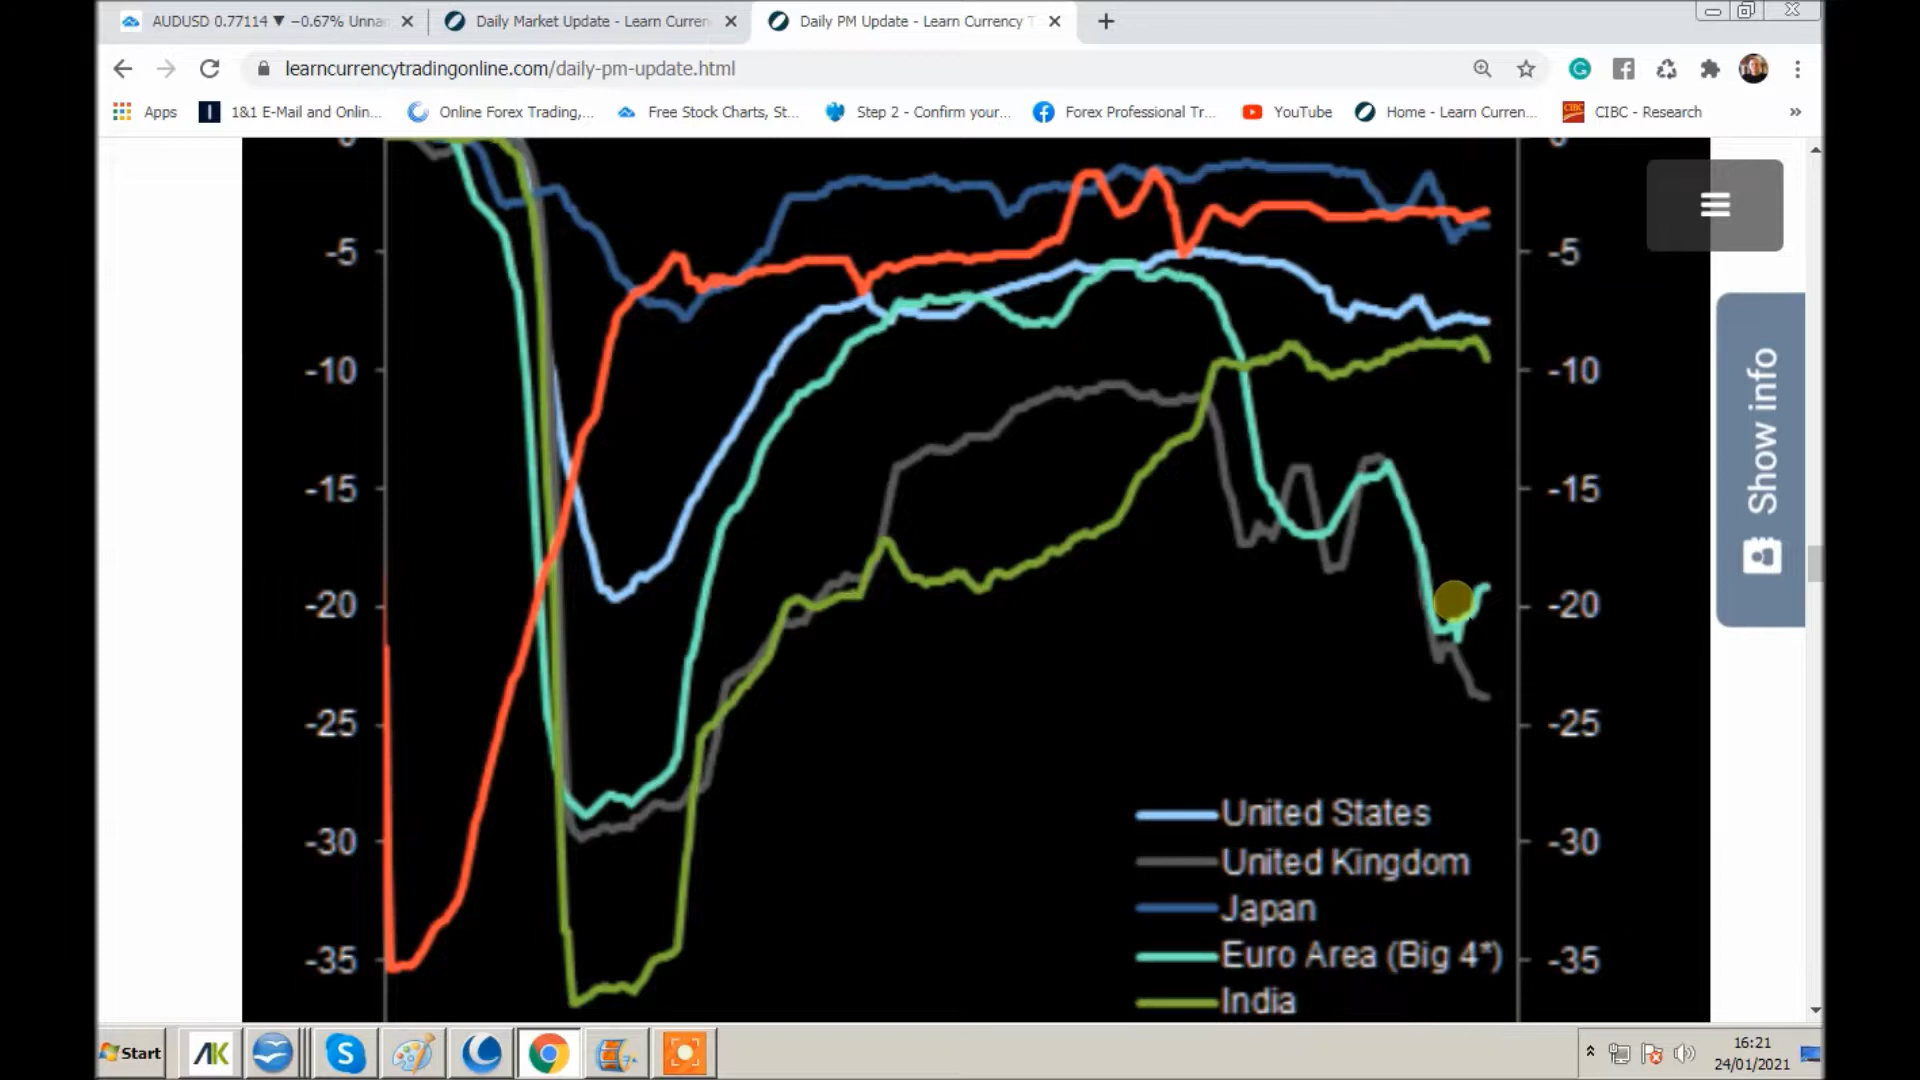 AUDUSD 0.77114 ▼ −0.67% Unna
Daily Market Update - Learn Curren
Daily PM Update - Learn Currency T
learncurrencytradingonline.com/daily-pm-update.html
Apps
1&1 E-Mail and Onlin...
Online Forex Trading,...
Free Stock Charts, St...
Step 2 - Confirm your...
Forex Professional Tr...
YouTube
Home - Learn Curren...
CIBC
CIBC - Research
»
0 0
-5 -5
-10 -10
-15 -15
-20 -20
-25 -25
-30 -30
-35 -35
United States
United Kingdom
Japan
Euro Area (Big 4*)
India
Show info
Start
AK
16:21
24/01/2021